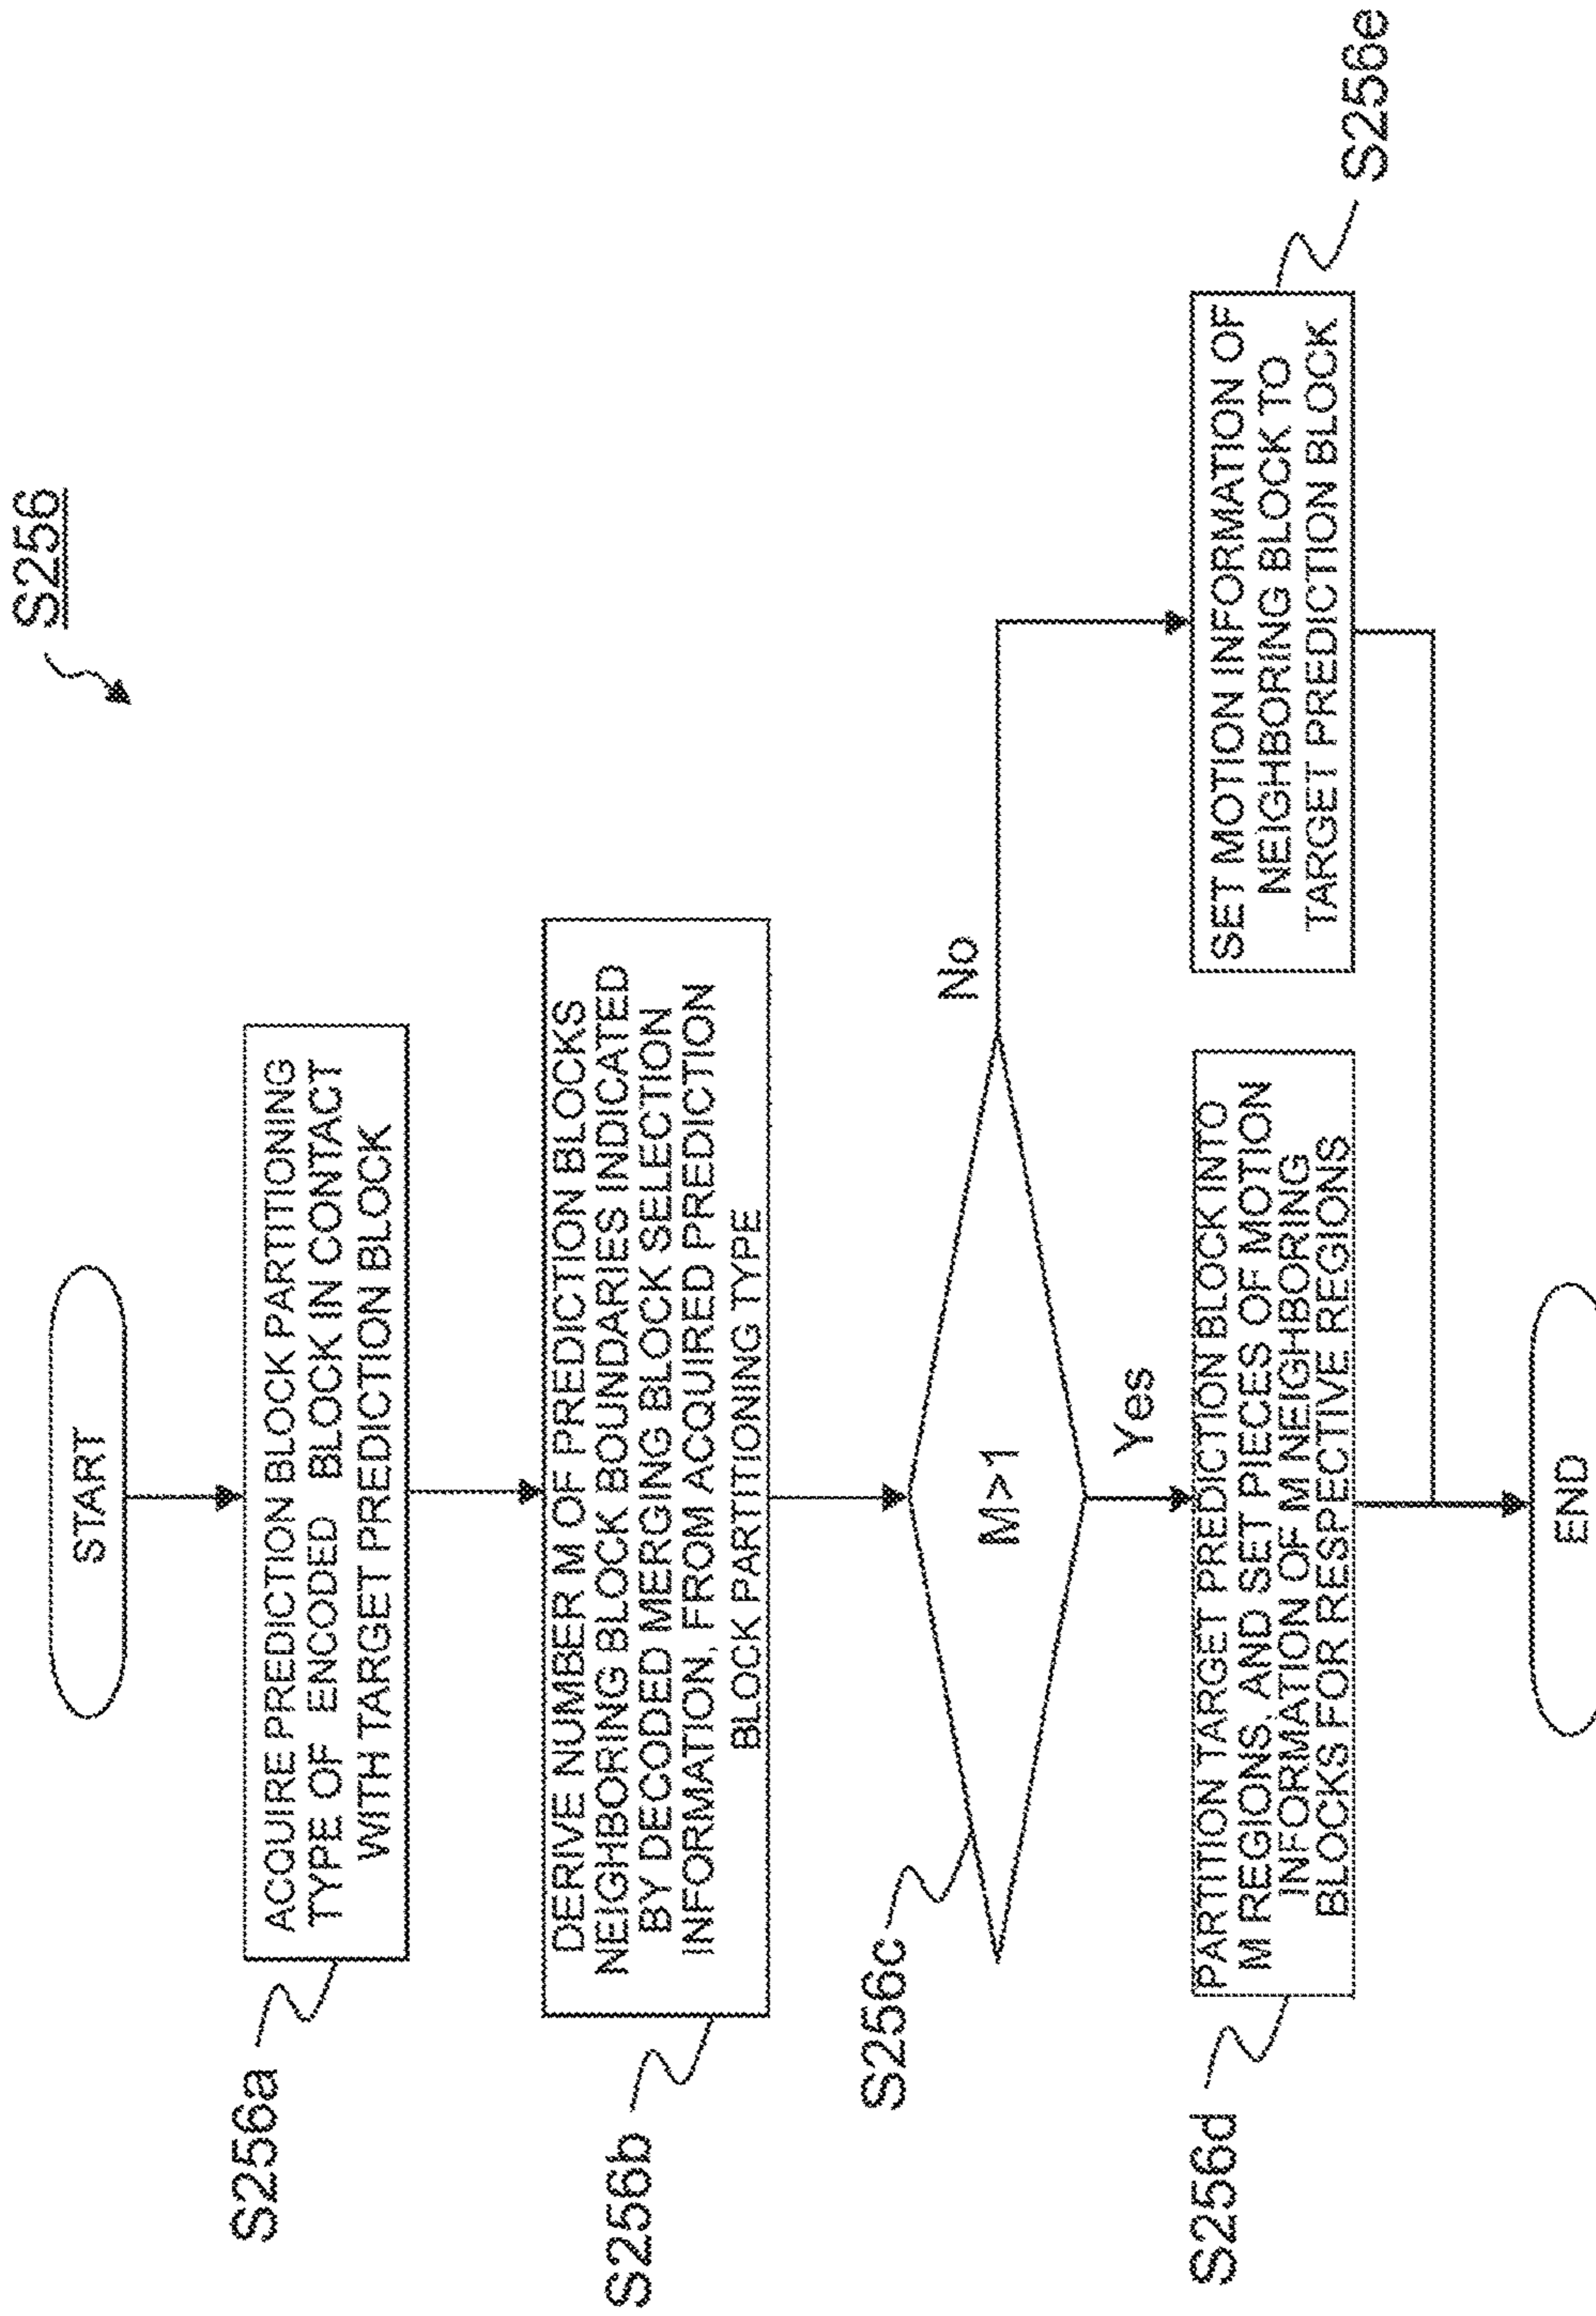 S256
START
S256a
ACQUIRE PREDICTION BLOCK PARTITIONING
TYPE OF ENCODED BLOCK IN CONTACT
WITH TARGET PREDICTION BLOCK
S256b
DERIVE NUMBER M OF PREDICTION BLOCKS
NEIGHBORING BLOCK BOUNDARIES INDICATED
BY DECODED MERGING BLOCK SELECTION
INFORMATION, FROM ACQUIRED PREDICTION
BLOCK PARTITIONING TYPE
S256c
M>1
No
Yes
S256d
PARTITION TARGET PREDICTION BLOCK INTO
M REGIONS, AND SET PIECES OF MOTION
INFORMATION OF M NEIGHBORING
BLOCKS FOR RESPECTIVE REGIONS
SET MOTION INFORMATION OF
NEIGHBORING BLOCK TO
TARGET PREDICTION BLOCK
S256e
END